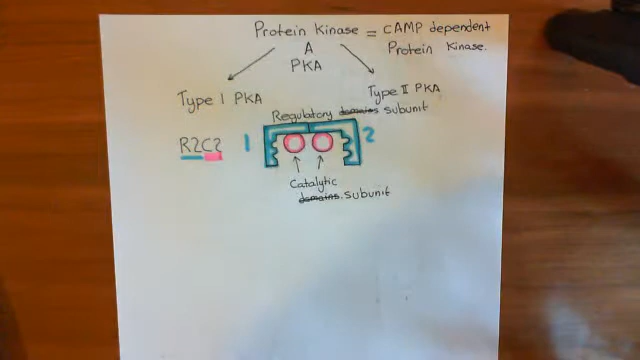 Protein Kinase = CAMP dependent
A Protein Kinase.
PKA
Type I PKA
Type II PKA
Regulatory domains subunit
R2C2 1 2
Catalytic
domains. subunit